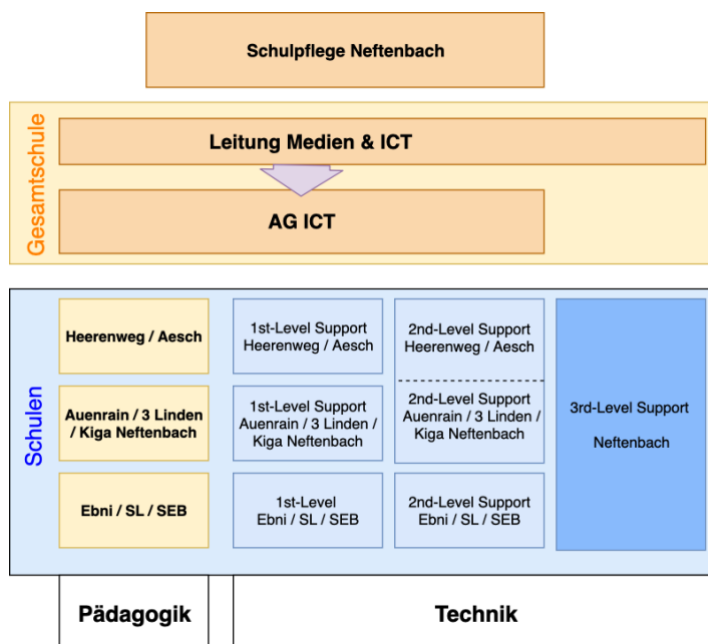 Schulpflege Neftenbach
Gesamtschule
Leitung Medien & ICT
AG ICT
Schulen
Heerenweg / Aesch
1st-Level Support
Heerenweg / Aesch
2nd-Level Support
Heerenweg / Aesch
Auenrain / 3 Linden
/ Kiga Neftenbach
1st-Level Support
Auenrain / 3 Linden /
Kiga Neftenbach
2nd-Level Support
Auenrain / 3 Linden /
Kiga Neftenbach
3rd-Level Support
Neftenbach
Ebni / SL / SEB
1st-Level
Ebni / SL / SEB
2nd-Level Support
Ebni / SL / SEB
Pädagogik
Technik